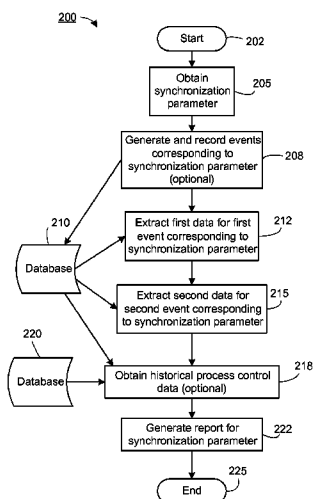 200
Start
202
Obtain
synchronization
parameter
205
Generate and record events
corresponding to
synchronization parameter
(optional)
208
210
Database
Extract first data for first
event corresponding to
synchronization parameter
212
Extract second data for
second event corresponding
to synchronization parameter
215
220
Database
Obtain historical process control
data (optional)
218
Generate report for
synchronization parameter
222
End
225